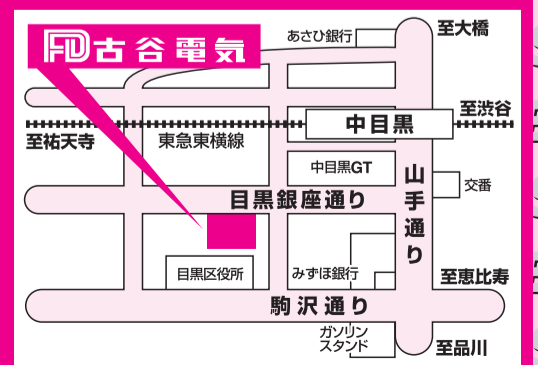 FD古谷電気
あさひ銀行
至大橋
至渋谷
中目黒
至祐天寺
東急東横線
中目黒GT
山手通り
交番
目黒銀座通り
目黒区役所
みずほ銀行
至恵比寿
駒沢通り
ガソリン
スタンド
至品川